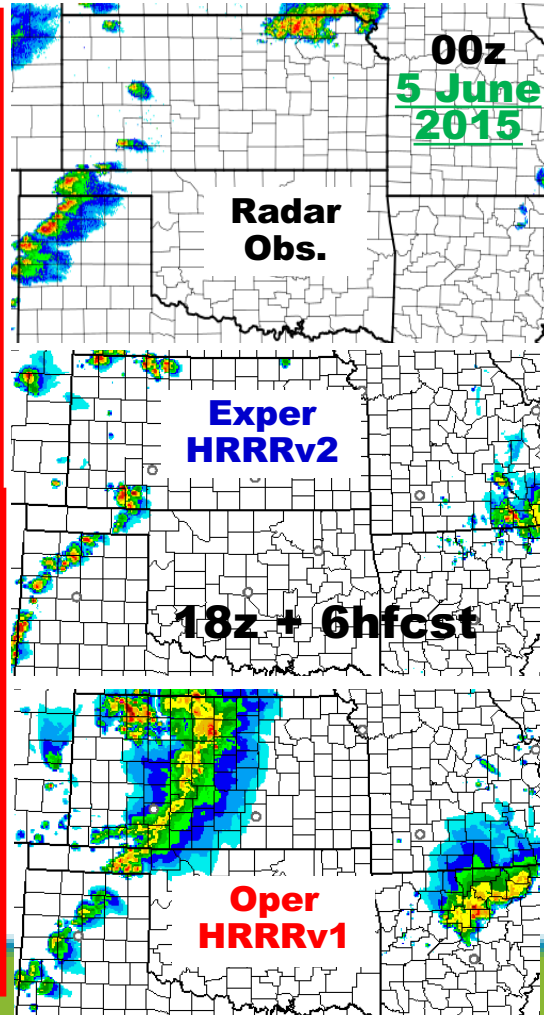 00z
5 June
2015
Radar
Obs.
Exper
HRRRv2
18z + 6hfcst
Oper
HRRRv1